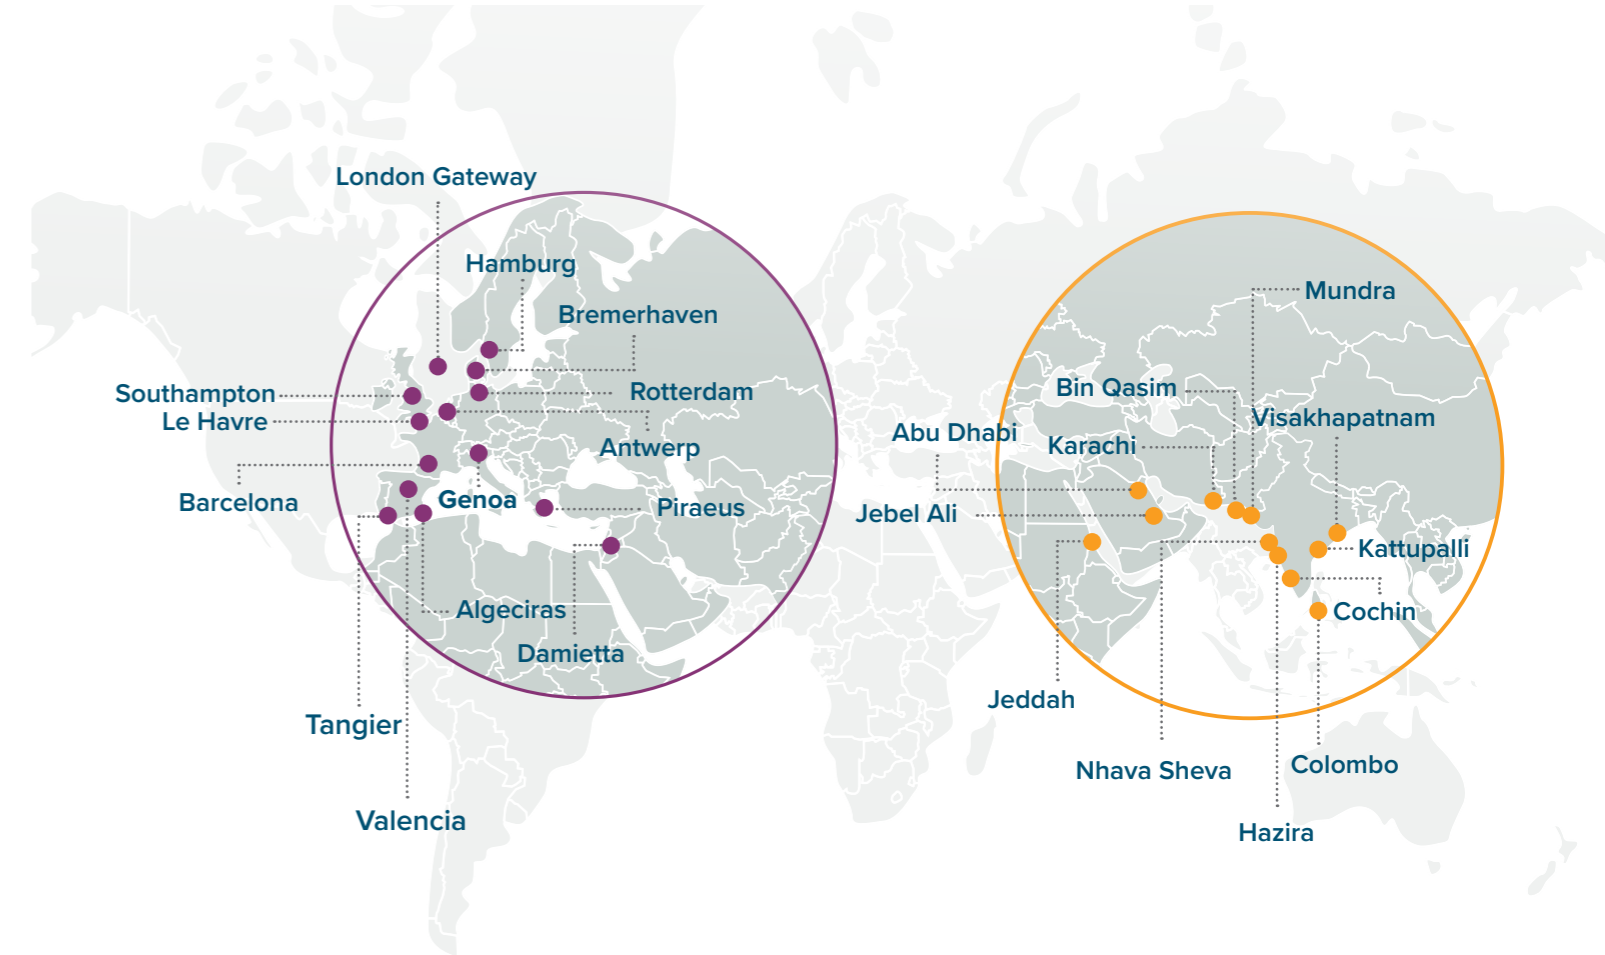 London Gateway
Hamburg
Bremerhaven
Southampton
Rotterdam
Le Havre
Antwerp
Barcelona
Genoa
Piraeus
Algeciras
Damietta
Tangier
Valencia
Mundra
Bin Qasim
Visakhapatnam
Abu Dhabi
Karachi
Jebel Ali
Kattupalli
Cochin
Jeddah
Nhava Sheva
Colombo
Hazira